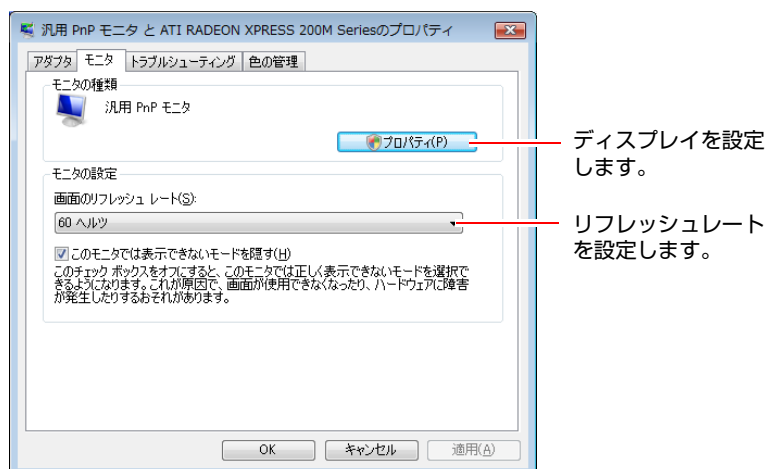 汎用 PnP モニタ と ATI RADEON XPRESS 200M Seriesのプロパティ
アダプタ モニタ トラブルシューティング 色の管理
モニタの種類
汎用 PnP モニタ
プロパティ(P)
ディスプレイを設定
します。
モニタの設定
画面のリフレッシュ レート(S):
60 ヘルツ
リフレッシュレート
を設定します。
このモニタでは表示できないモードを隠す(H)
このチェック ボックスをオフにすると、このモニタでは正しく表示できないモードを選択で
きるようになります。これが原因で、画面が使用できなくなったり、ハードウェアに障害
が発生したりするおそれがあります。
OK キャンセル 適用(A)